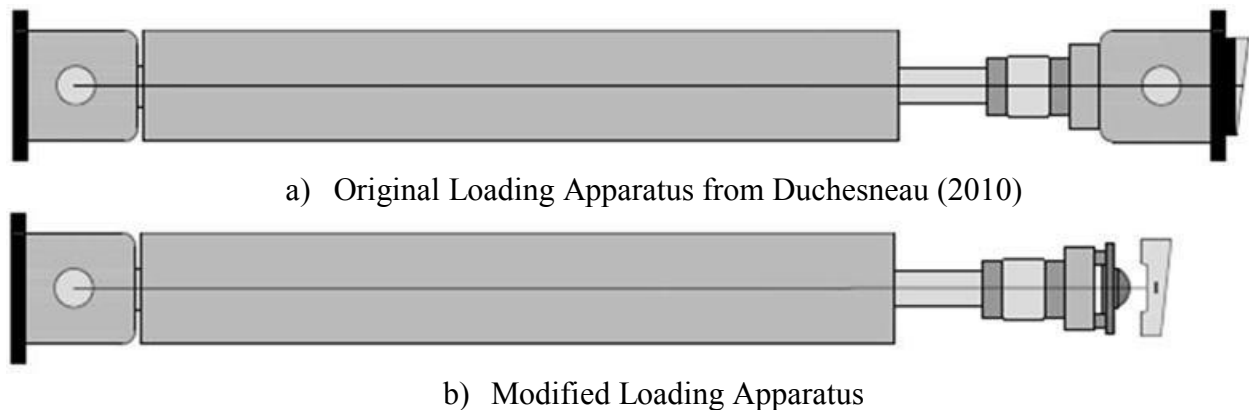 a) Original Loading Apparatus from Duchesneau (2010)
b) Modified Loading Apparatus